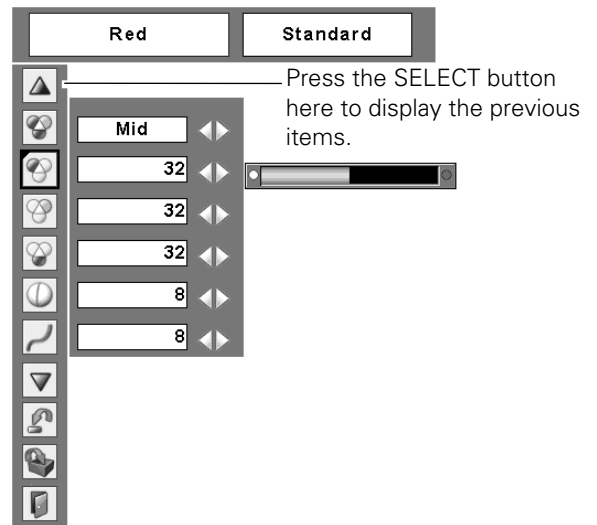 Red Standard
Press the SELECT button
here to display the previous
items.
Mid
32
32
32
8
8